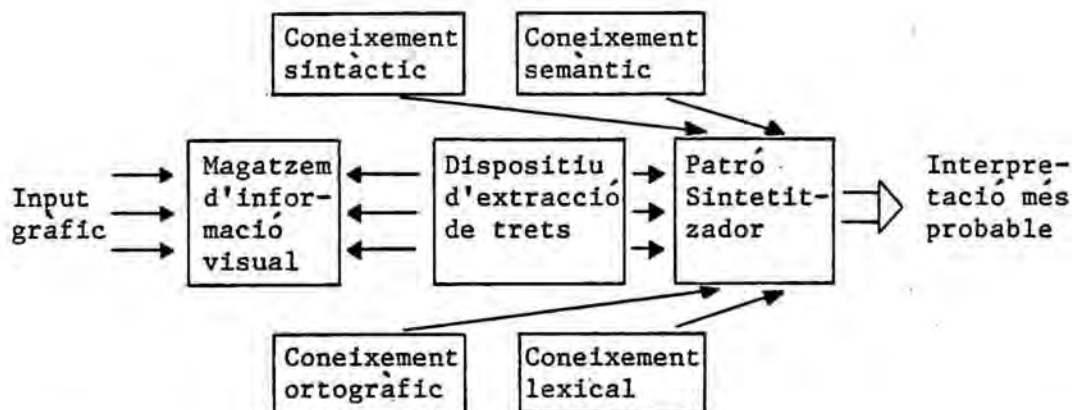 Coneixement
sintàctic
Coneixement
semàntic
Input
gràfic
Magatzem
d'infor-
mació
visual
Dispositiu
d'extracció
de trets
Patró
Sintetit-
zador
Interpre-
tació més
probable
Coneixement
ortogràfic
Coneixement
lexical